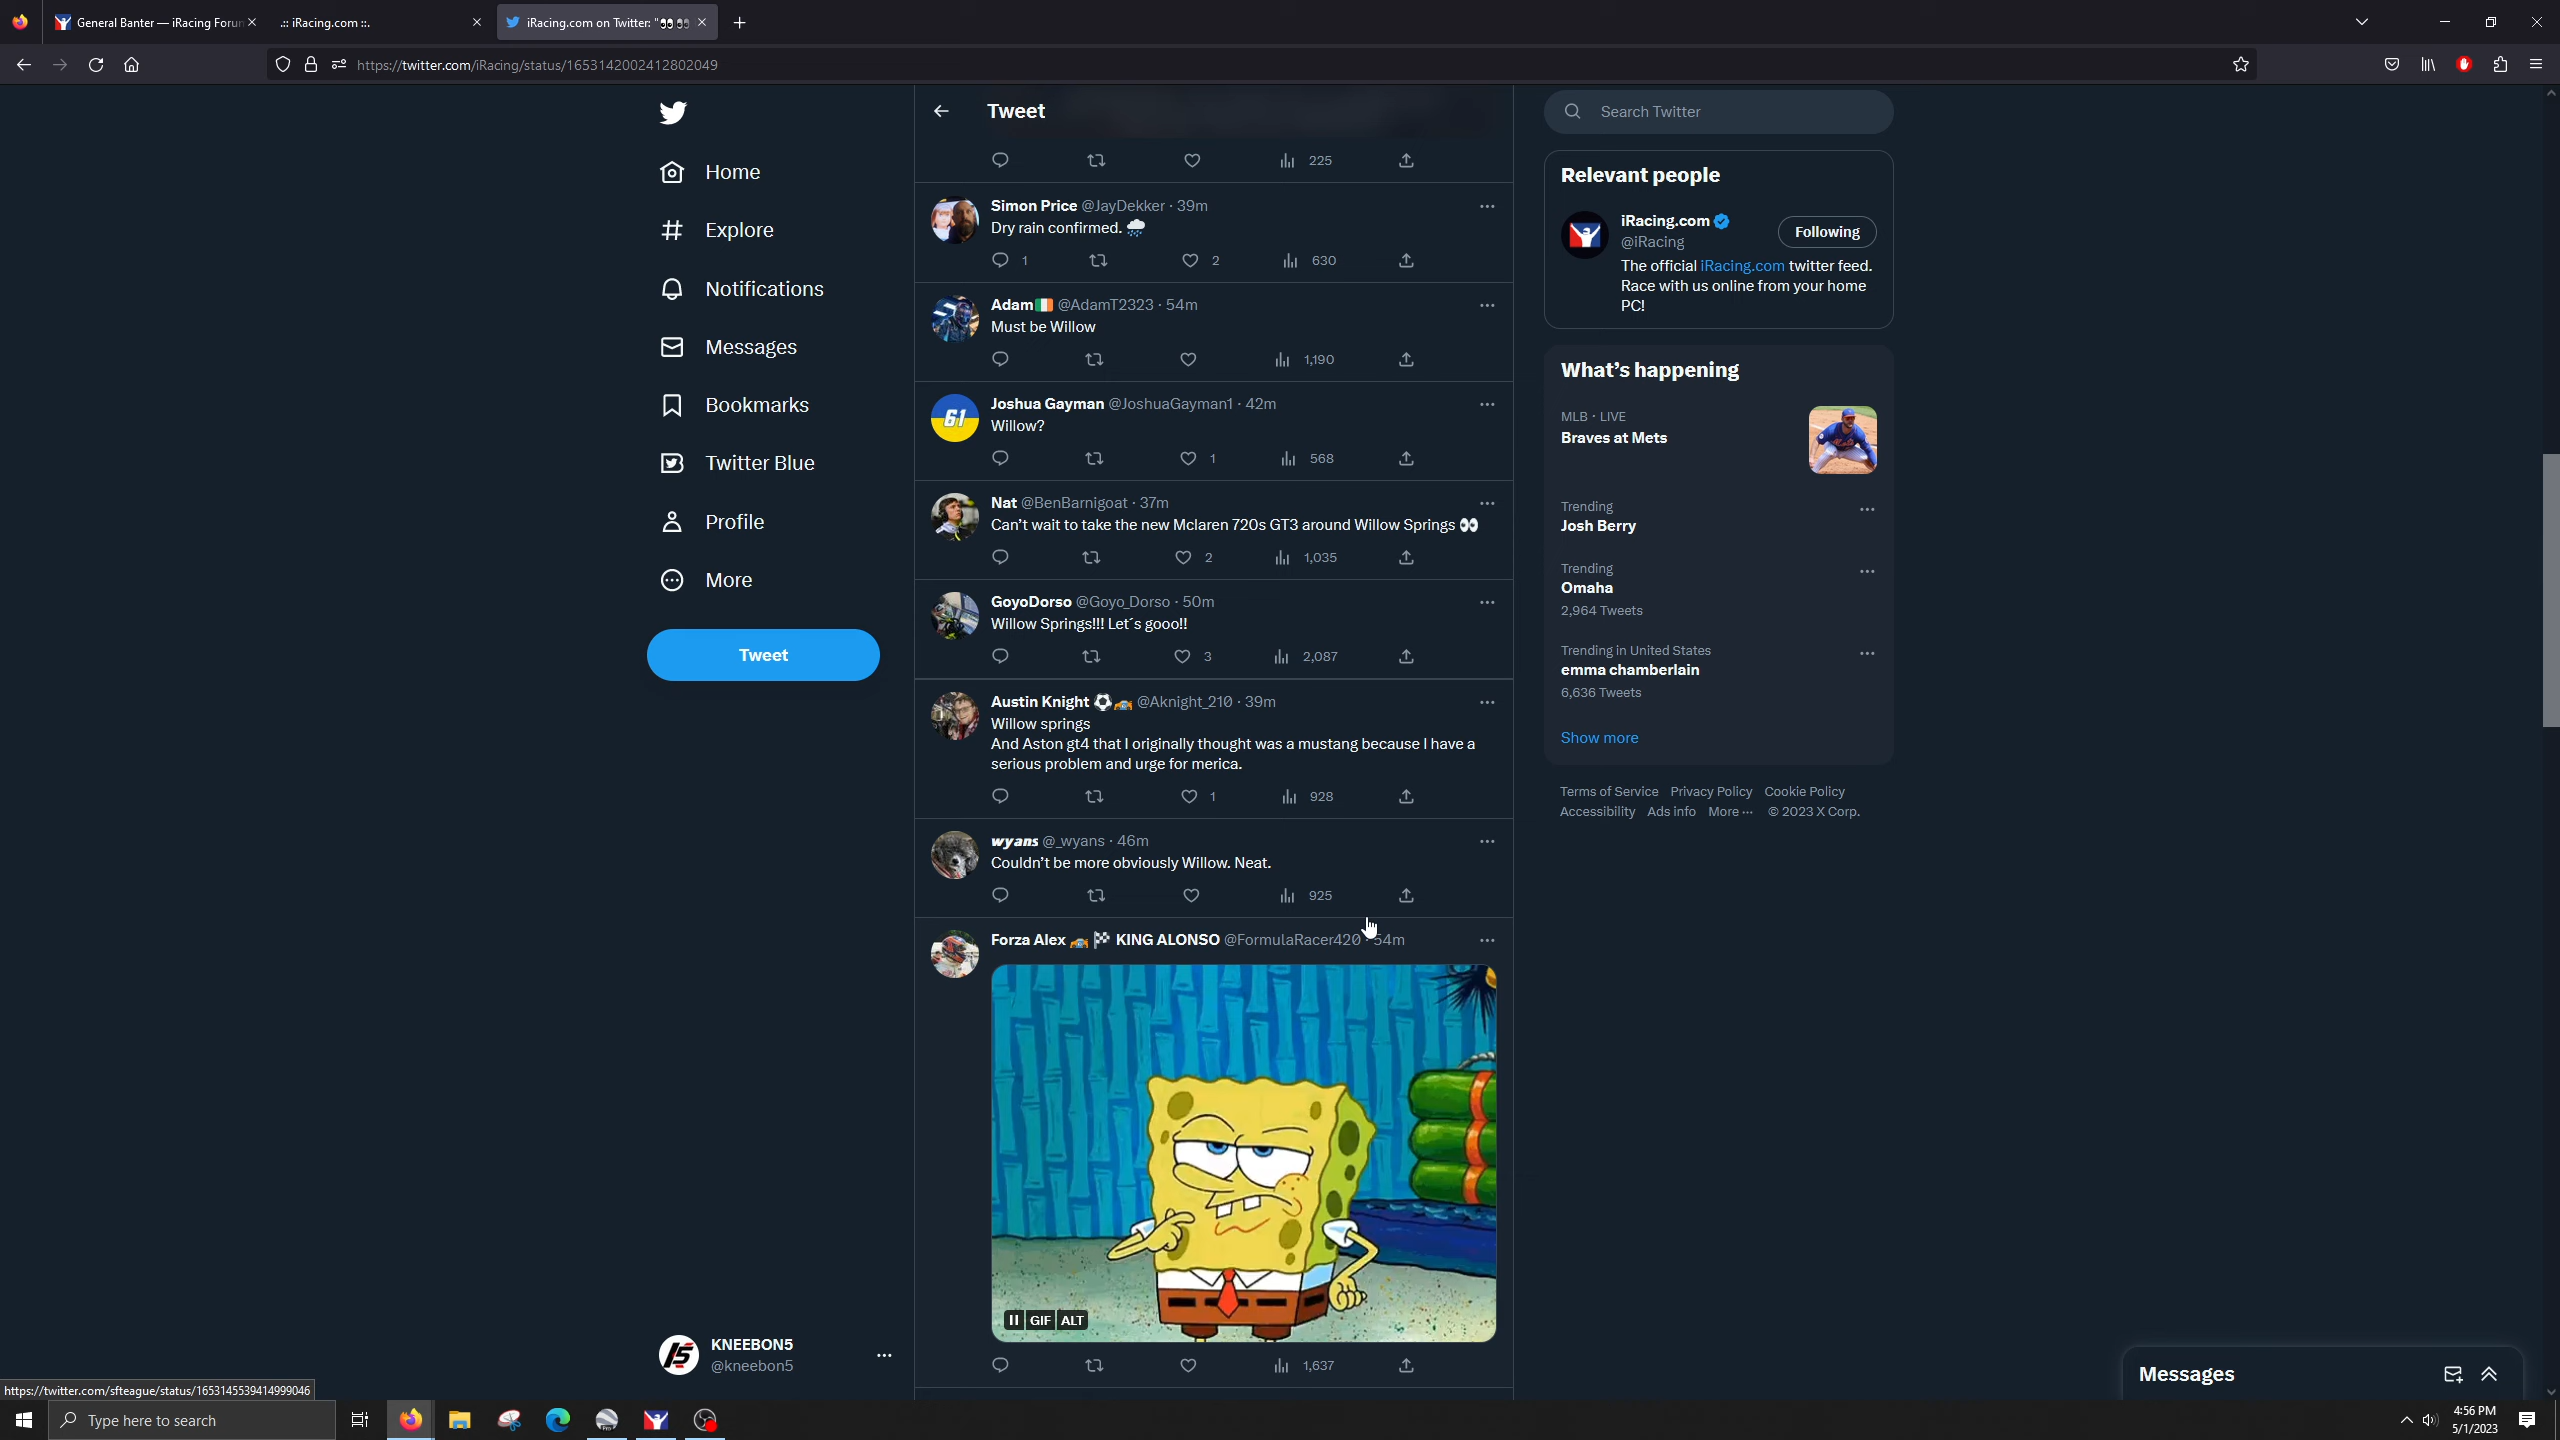 General Banter — iRacing Forun
.:: iRacing.com ::.
iRacing.com on Twitter: "👀 👀
https://twitter.com/iRacing/status/1653142002412802049
Home
Explore
Notifications
Messages
Bookmarks
Twitter Blue
Profile
More
Tweet
KNEEBON5
@kneebon5
Tweet
225
Simon Price @JayDekker · 39m
Dry rain confirmed. 🌧
1 2 630
Adam🇮🇪 @AdamT2323 · 54m
Must be Willow
1,190
61
Joshua Gayman @JoshuaGayman1 · 42m
Willow?
1 568
Nat @BenBarnigoat · 37m
Can't wait to take the new Mclaren 720s GT3 around Willow Springs 👀
2 1,035
GoyoDorso @Goyo_Dorso · 50m
Willow Springs!!! Let´s gooo!!
3 2,087
Austin Knight ⚽🏎 @Aknight_210 · 39m
Willow springs
And Aston gt4 that I originally thought was a mustang because I have a
serious problem and urge for merica.
1 928
wyans @_wyans · 46m
Couldn't be more obviously Willow. Neat.
925
Forza Alex 🏎 🏁 KING ALONSO @FormulaRacer420 · 54m
GIF ALT
1,637
Search Twitter
Relevant people
iRacing.com
@iRacing
Following
The official iRacing.com twitter feed.
Race with us online from your home
PC!
What's happening
MLB · LIVE
Braves at Mets
Trending
Josh Berry
Trending
Omaha
2,964 Tweets
Trending in United States
emma chamberlain
6,636 Tweets
Show more
Terms of Service Privacy Policy Cookie Policy
Accessibility Ads info More ··· © 2023 X Corp.
Messages
https://twitter.com/sfteague/status/1653145539414999046
Type here to search
4:56 PM
5/1/2023